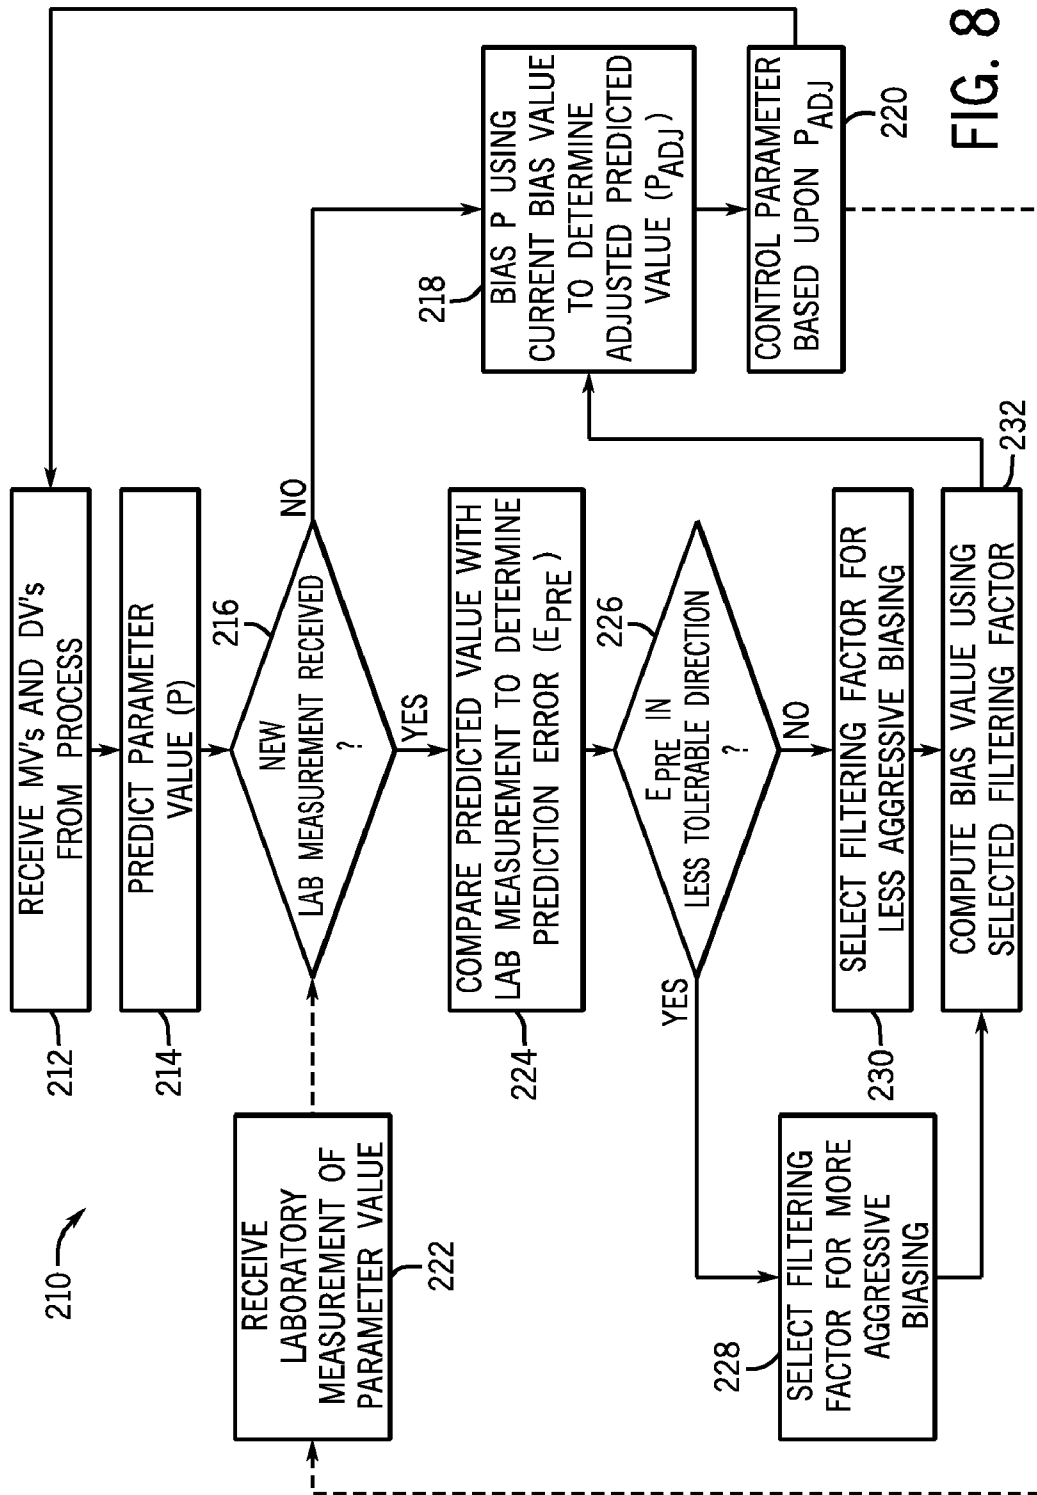 210
RECEIVE MV's AND DV's
FROM PROCESS
212
PREDICT PARAMETER
VALUE (P)
214
216
NEW
LAB MEASUREMENT RECEIVED
?
NO
YES
RECEIVE
LABORATORY
MEASUREMENT OF
PARAMETER VALUE
222
COMPARE PREDICTED VALUE WITH
LAB MEASUREMENT TO DETERMINE
PREDICTION ERROR (EPRE)
224
218
BIAS P USING
CURRENT BIAS VALUE
TO DETERMINE
ADJUSTED PREDICTED
VALUE (PADJ)
226
EPRE IN
LESS TOLERABLE DIRECTION
?
YES
NO
CONTROL PARAMETER
BASED UPON PADJ
220
228
SELECT FILTERING
FACTOR FOR MORE
AGGRESSIVE
BIASING
SELECT FILTERING FACTOR FOR
LESS AGGRESSIVE BIASING
230
COMPUTE BIAS VALUE USING
SELECTED FILTERING FACTOR
232
FIG. 8